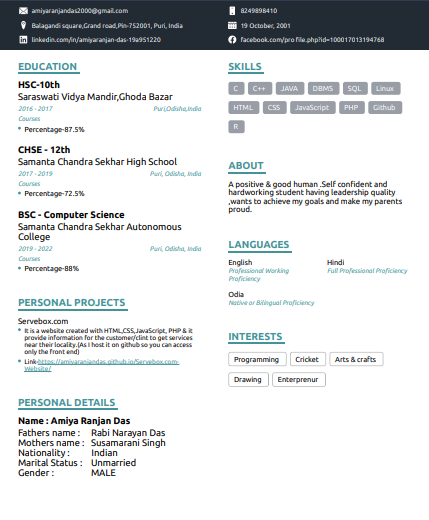 amiyaranjandas2000@gmail.com
8249898410
Balagandi square,Grand road,Pin-752001, Puri, India
19 October, 2001
linkedin.com/in/amiyaranjan-das-19a951220
facebook.com/pro file.php?id=100017013194768
EDUCATION
HSC-10th
Saraswati Vidya Mandir,Ghoda Bazar
2016 - 2017
Puri,Odisha,India
Courses
Percentage-87.5%
CHSE - 12th
Samanta Chandra Sekhar High School
2017 - 2019
Puri, Odisha, India
Courses
Percentage-72.5%
BSC - Computer Science
Samanta Chandra Sekhar Autonomous
College
2019 - 2022
Puri, Odisha, India
Courses
Percentage-88%
PERSONAL PROJECTS
Servebox.com
It is a website created with HTML,CSS,JavaScript, PHP & it
provide information for the customer/clint to get services
near their locality.(As I host it on github so you can access
only the front end)
Link-https://amiyaranjandas.github.io/Servebox.com-
Website/
PERSONAL DETAILS
Name : Amiya Ranjan Das
Fathers name : Rabi Narayan Das
Mothers name : Susamarani Singh
Nationality : Indian
Marital Status : Unmarried
Gender : MALE
SKILLS
C C++ JAVA DBMS SQL Linux
HTML CSS JavaScript PHP Github
R
ABOUT
A positive & good human .Self confident and
hardworking student having leadership quality
,wants to achieve my goals and make my parents
proud.
LANGUAGES
English
Professional Working
Proficiency
Hindi
Full Professional Proficiency
Odia
Native or Bilingual Proficiency
INTERESTS
Programming Cricket Arts & crafts
Drawing Enterprenur